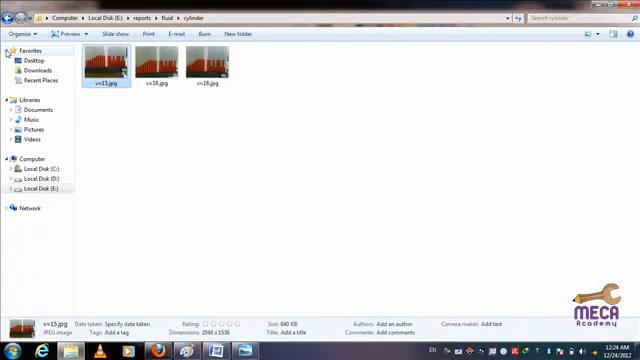 Computer ▸ Local Disk (E:) ▸ reports ▸ fluid ▸ cylinder
Search cylinder
Organize Preview Slide show Print E-mail Burn New folder
Favorites
Desktop
Downloads
Recent Places
Libraries
Documents
Music
Pictures
Videos
Computer
Local Disk (C:)
Local Disk (D:)
Local Disk (E:)
Network
v=15.jpg v=16.jpg v=18.jpg
MECA
Academy
v=15.jpg Date taken: Specify date taken Rating: Size: 640 KB Authors: Add an author Camera maker: Add text
JPEG image Tags: Add a tag Dimensions: 2048 x 1536 Title: Add a title Comments: Add comments
EN
12:24 AM
12/24/2012